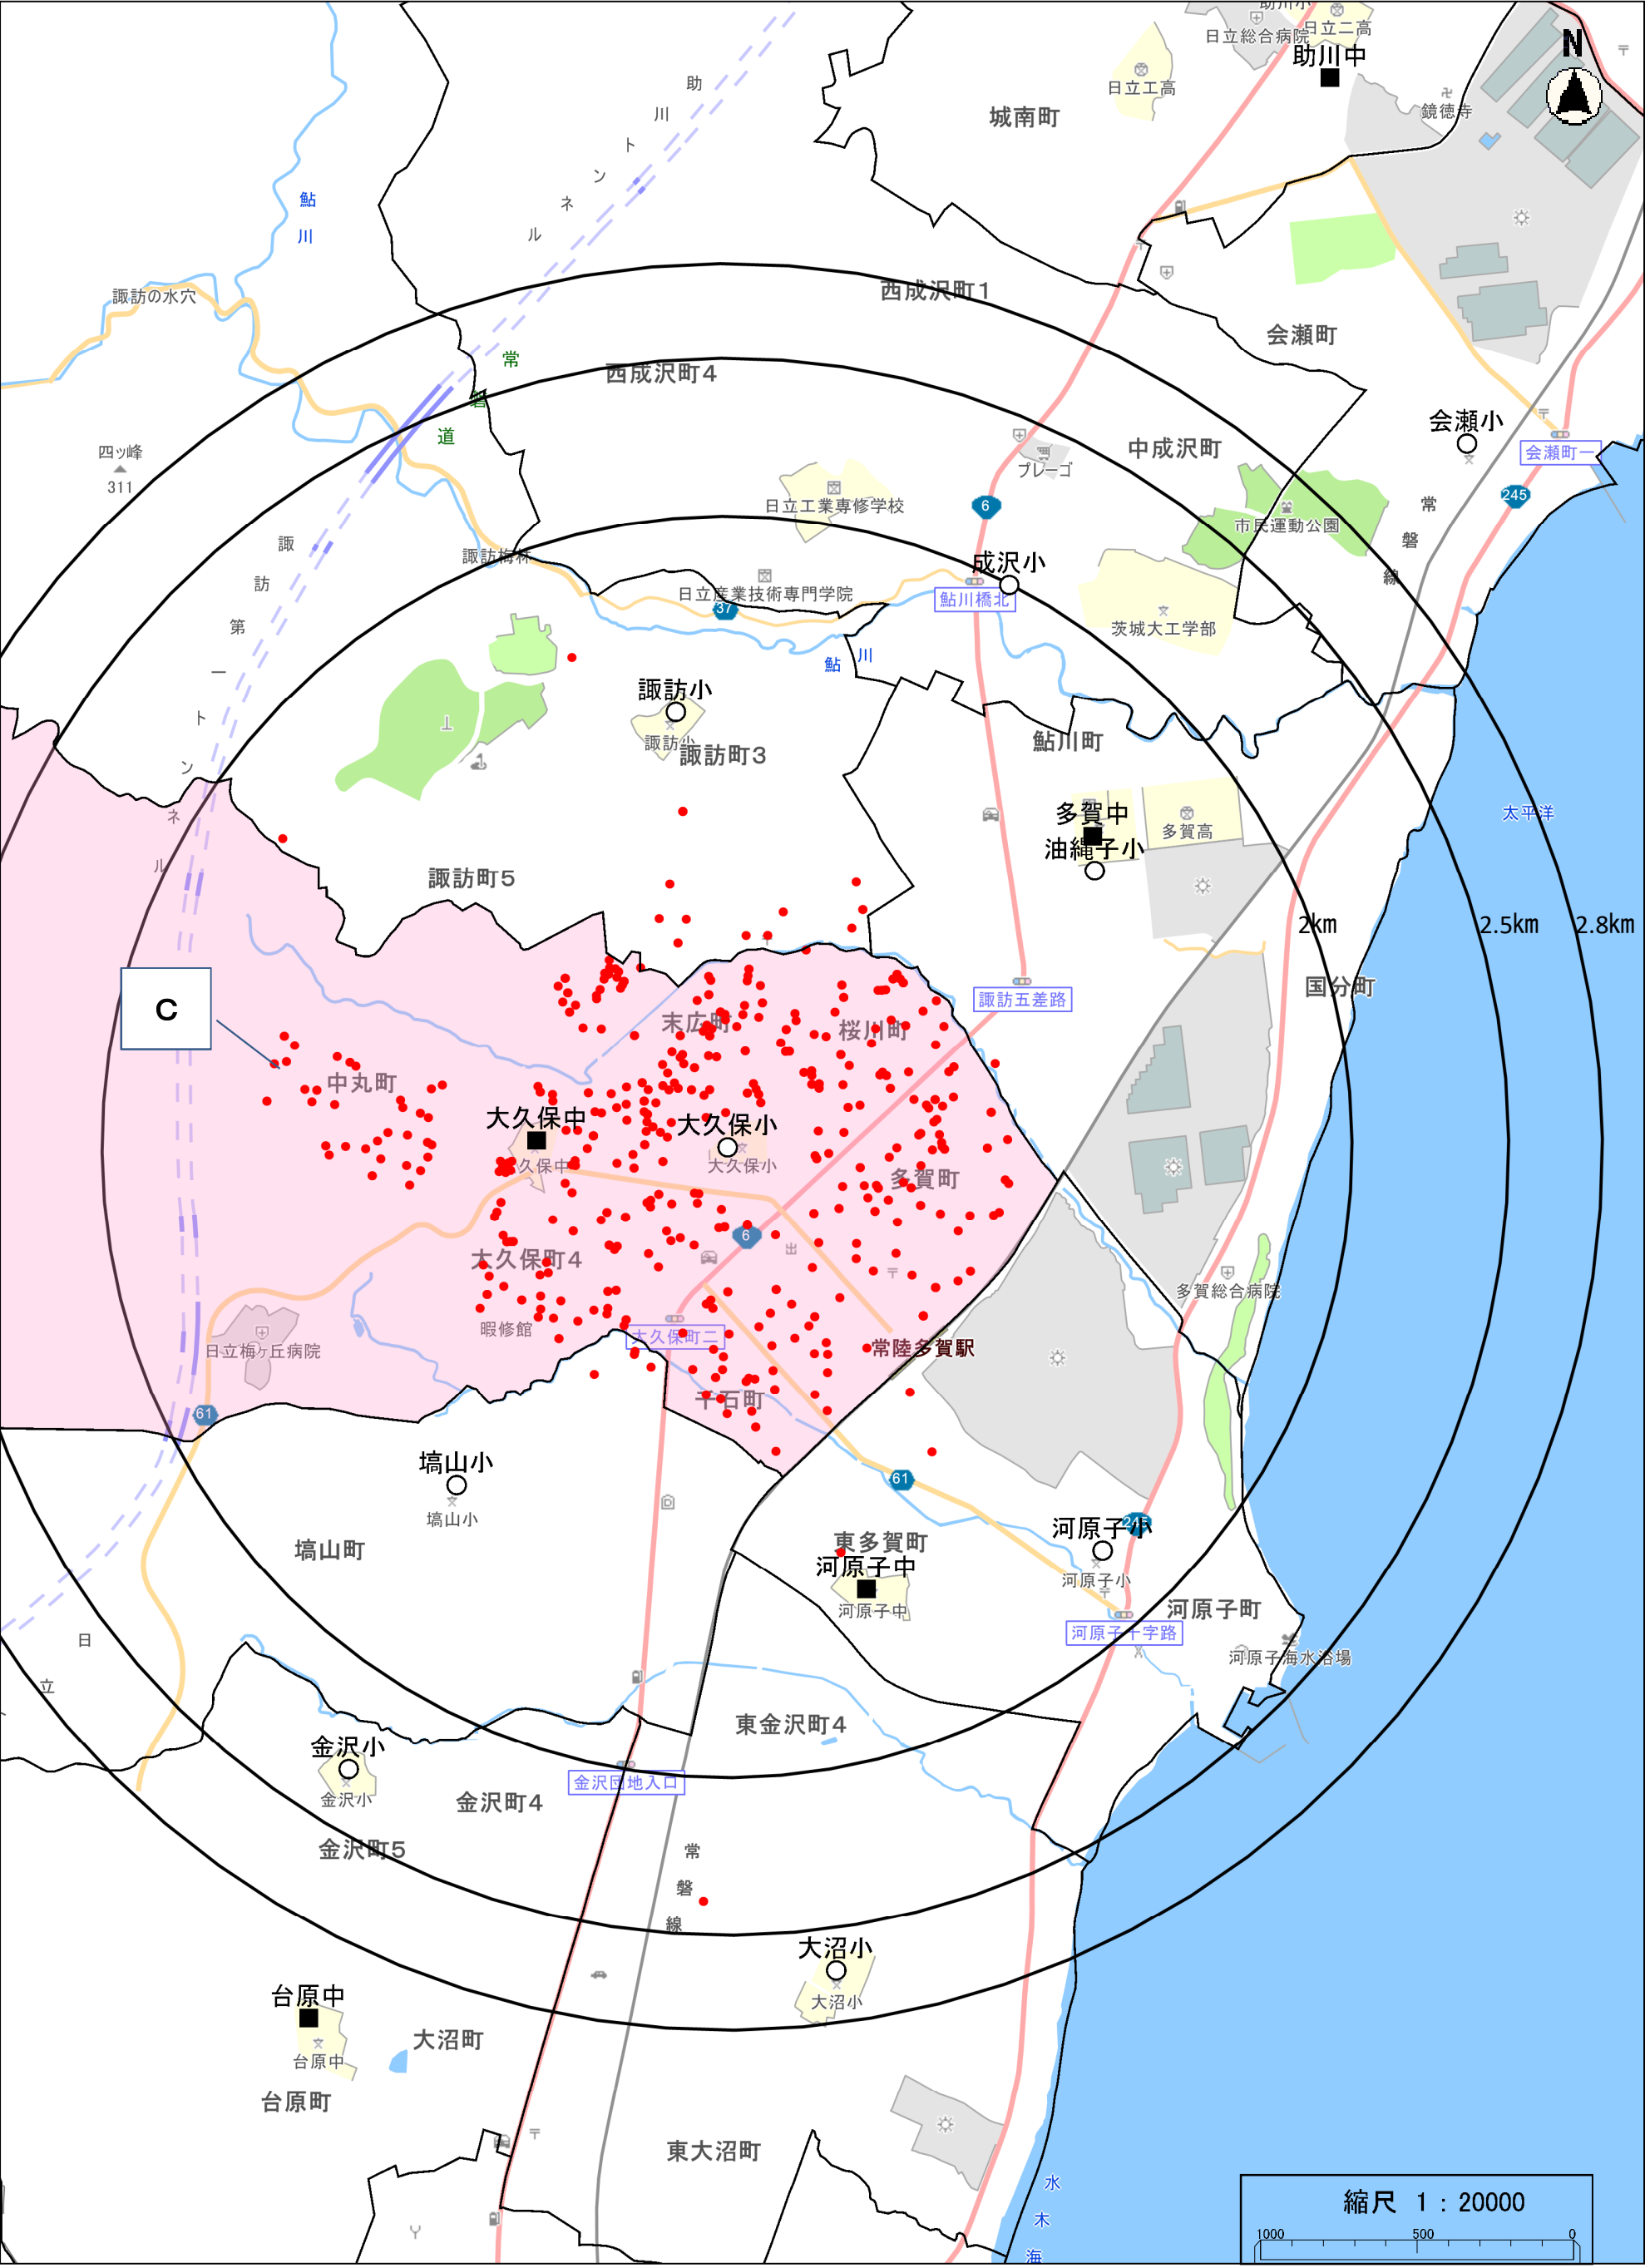 助川小
日立総合病院
日立二高
助川中
N
日立工高
城南町
鏡徳寺
助
川
ト
ン
ネ
ル
鮎
川
諏訪の水穴
西成沢町1
会瀬町
常
磐
道
西成沢町4
会瀬小
会瀬町一
中成沢町
四ッ峰
311
プレーゴ
245
日立工業専修学校
6
市民運動公園
常
磐
線
諏
訪
第
一
ト
ン
ネ
ル
諏訪梅林
成沢小
日立産業技術専門学院
鮎川橋北
37
茨城大工学部
鮎
川
諏訪小
諏訪小
諏訪町3
鮎川町
多賀中
多賀高
太平洋
油縄子小
諏訪町5
2km
2.5km
2.8km
国分町
諏訪五差路
C
末広町
桜川町
中丸町
大久保中
大久保小
久保中
大久保小
多賀町
6
大久保町4
多賀総合病院
暇修館
大久保町二
日立梅ケ丘病院
常陸多賀駅
千石町
61
塙山小
塙山小
61
河原子小
245
塙山町
東多賀町
河原子中
河原子小
河原子中
河原子町
河原子十字路
河原子海水浴場
日
立
東金沢町4
金沢小
金沢団地入口
金沢小
金沢町4
金沢町5
常
磐
線
大沼小
台原中
大沼小
大沼町
台原中
台原町
東大沼町
水
木
海
縮尺 1：20000
1000 500 0